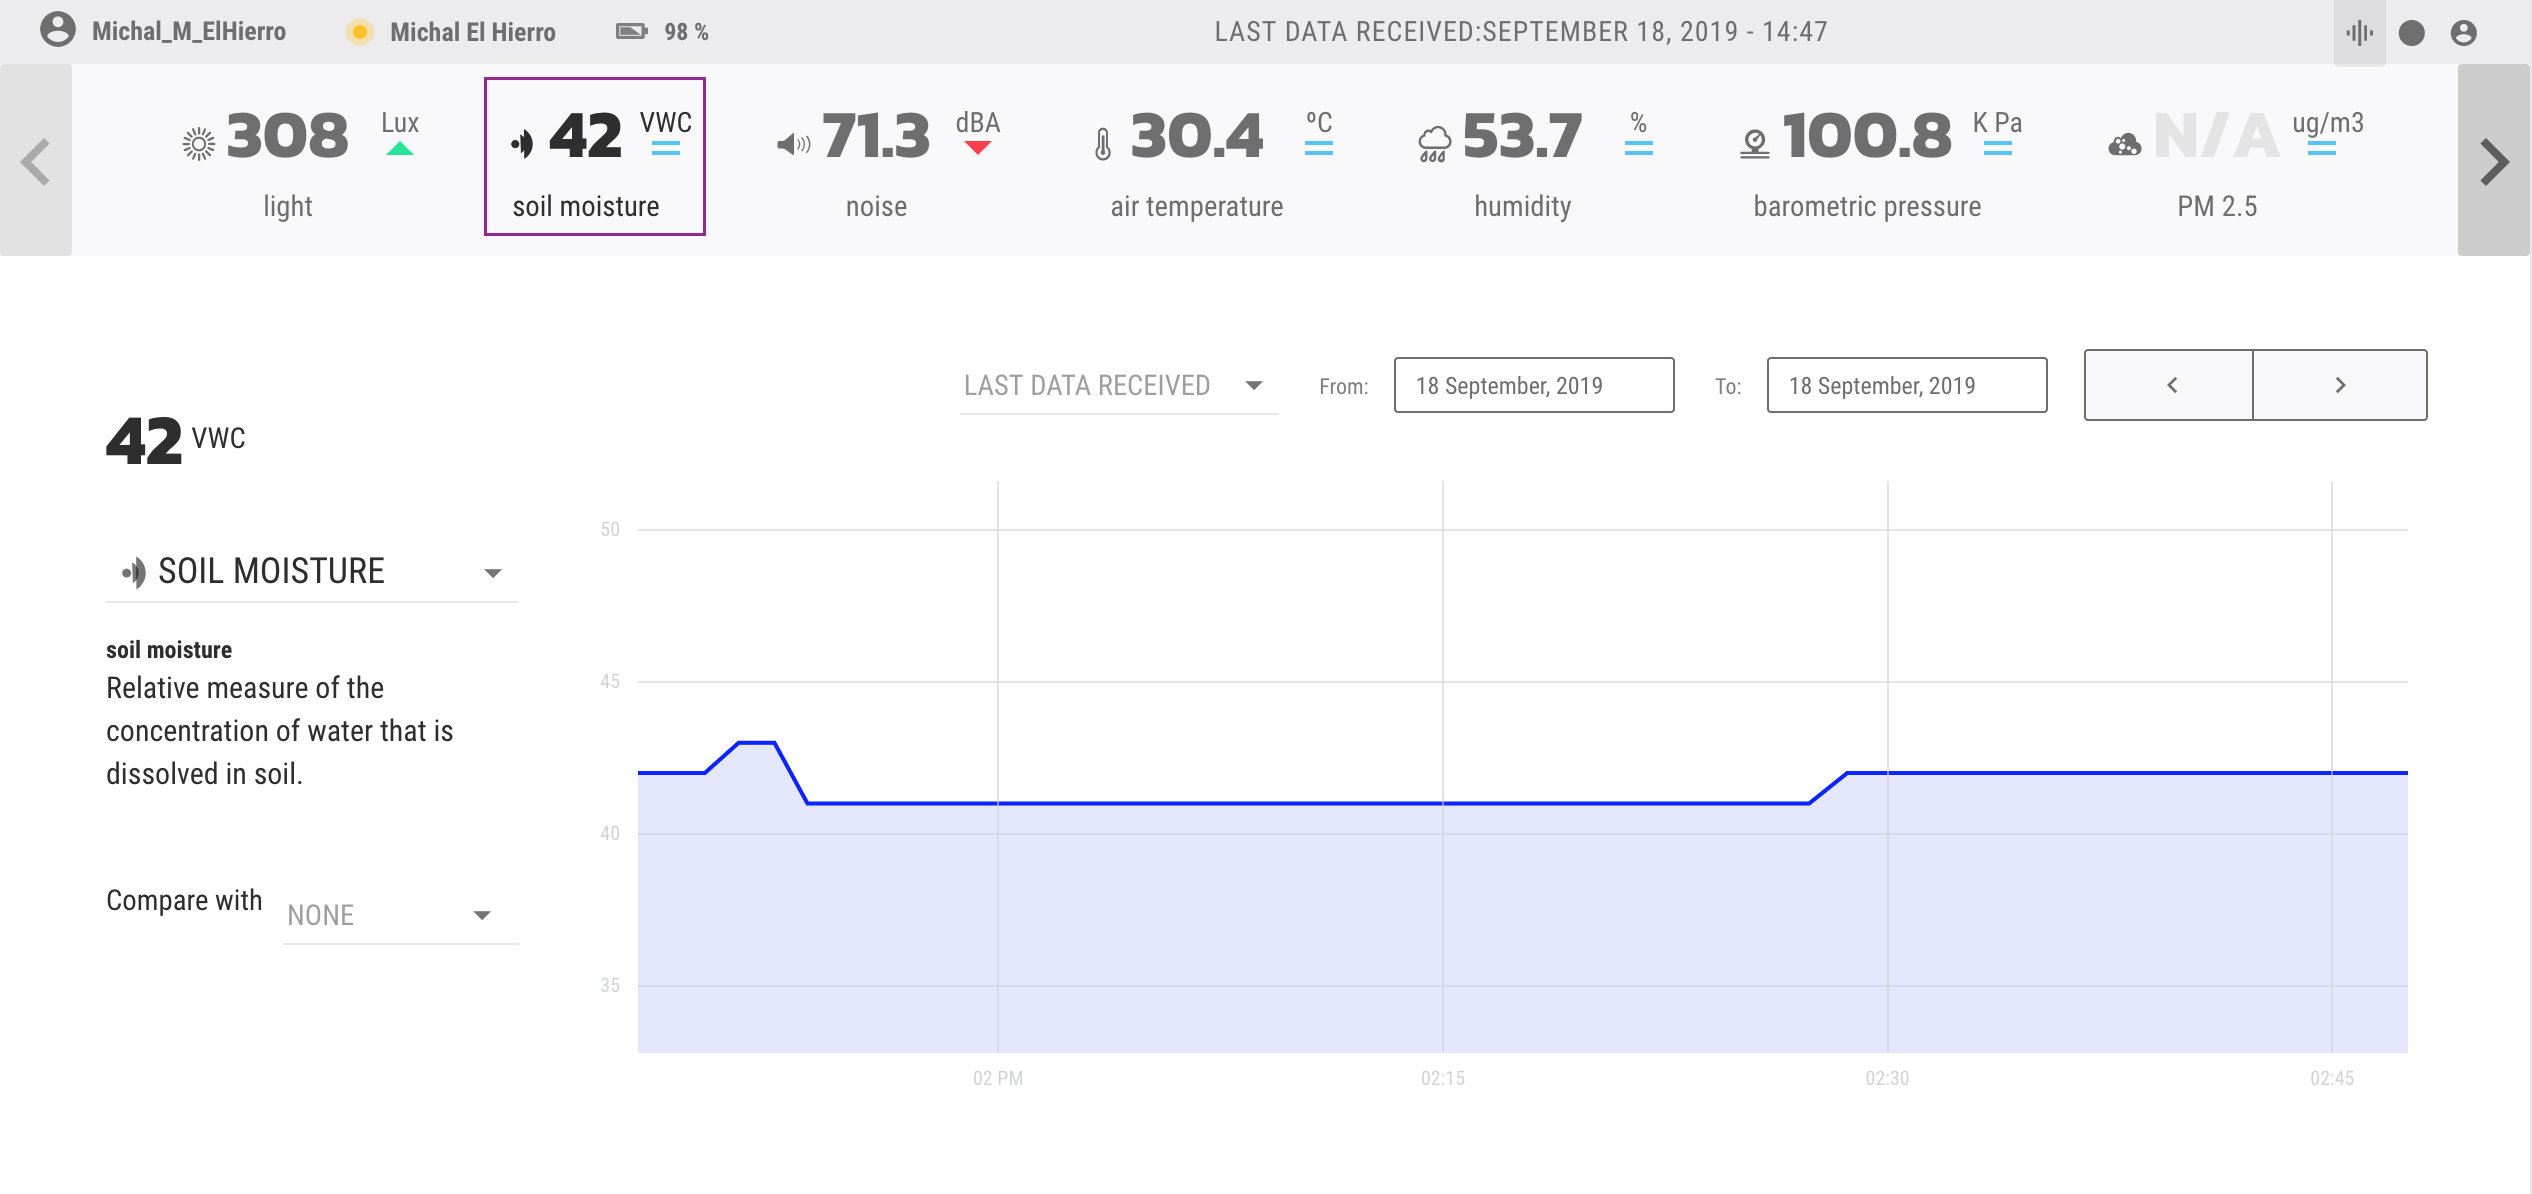 Michal_M_ElHierro Michal El Hierro 98 % LAST DATA RECEIVED:SEPTEMBER 18, 2019 - 14:47
308 Lux
light
42 VWC
soil moisture
71.3 dBA
noise
30.4 ºC
air temperature
53.7 %
humidity
100.8 K Pa
barometric pressure
N/A ug/m3
PM 2.5
LAST DATA RECEIVED From: 18 September, 2019 To: 18 September, 2019
42 VWC
SOIL MOISTURE
soil moisture
Relative measure of the
concentration of water that is
dissolved in soil.
Compare with NONE
50
45
40
35
02 PM 02:15 02:30 02:45